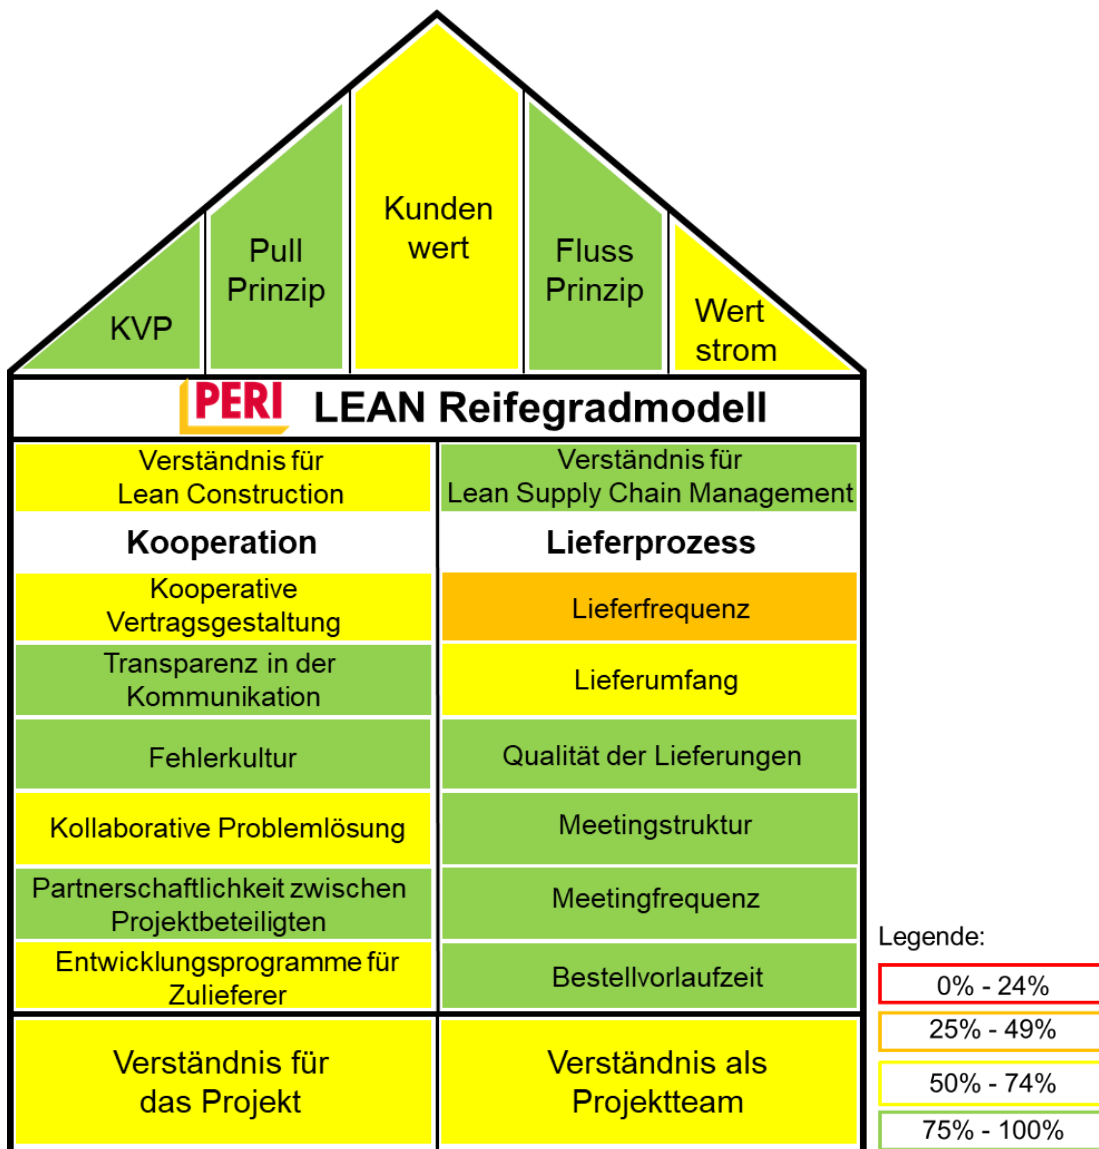 Kunden
wert
Pull
Prinzip
Fluss
Prinzip
KVP
Wert
strom
PERI LEAN Reifegradmodell
Verständnis für
Lean Construction
Verständnis für
Lean Supply Chain Management
Kooperation
Lieferprozess
Kooperative
Vertragsgestaltung
Lieferfrequenz
Transparenz in der
Kommunikation
Lieferumfang
Fehlerkultur
Qualität der Lieferungen
Kollaborative Problemlösung
Meetingstruktur
Partnerschaftlichkeit zwischen
Projektbeteiligten
Meetingfrequenz
Entwicklungsprogramme für
Zulieferer
Bestellvorlaufzeit
Verständnis für
das Projekt
Verständnis als
Projektteam
Legende:
0% - 24%
25% - 49%
50% - 74%
75% - 100%